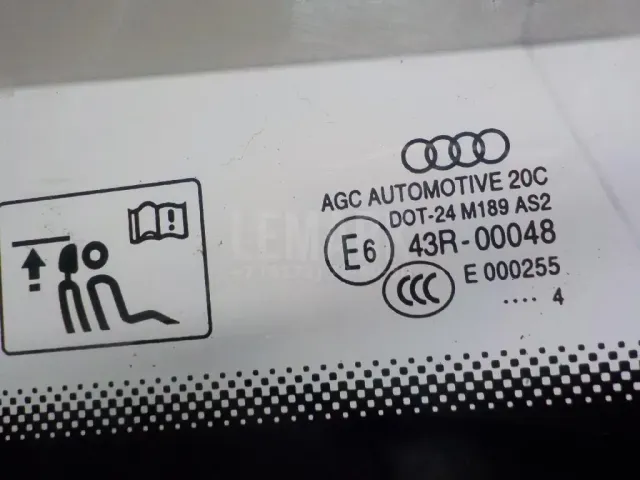 AGC AUTOMOTIVE 20C
DOT-24 M189 AS2
E6 43R-00048
CCC E 000255
.... 4